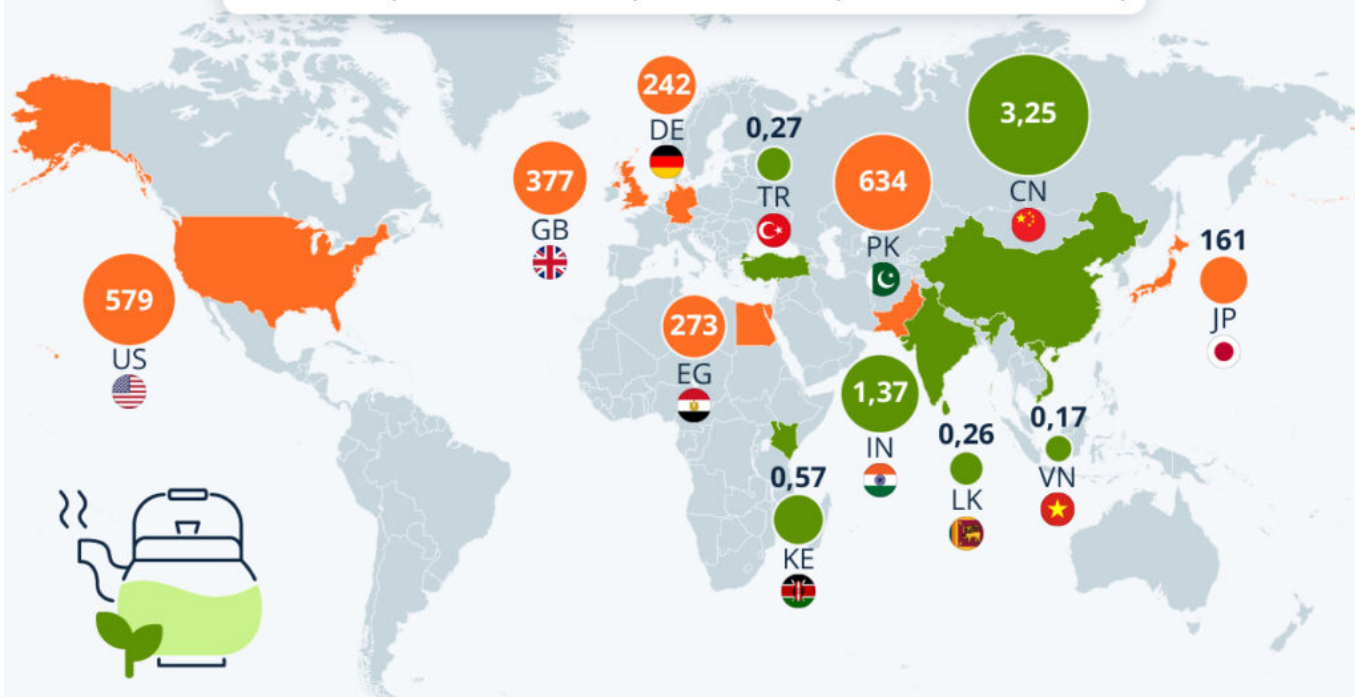 242
DE
0,27
TR
3,25
CN
377
GB
634
PK
161
JP
579
US
273
EG
1,37
IN
0,26
LK
0,17
VN
0,57
KE